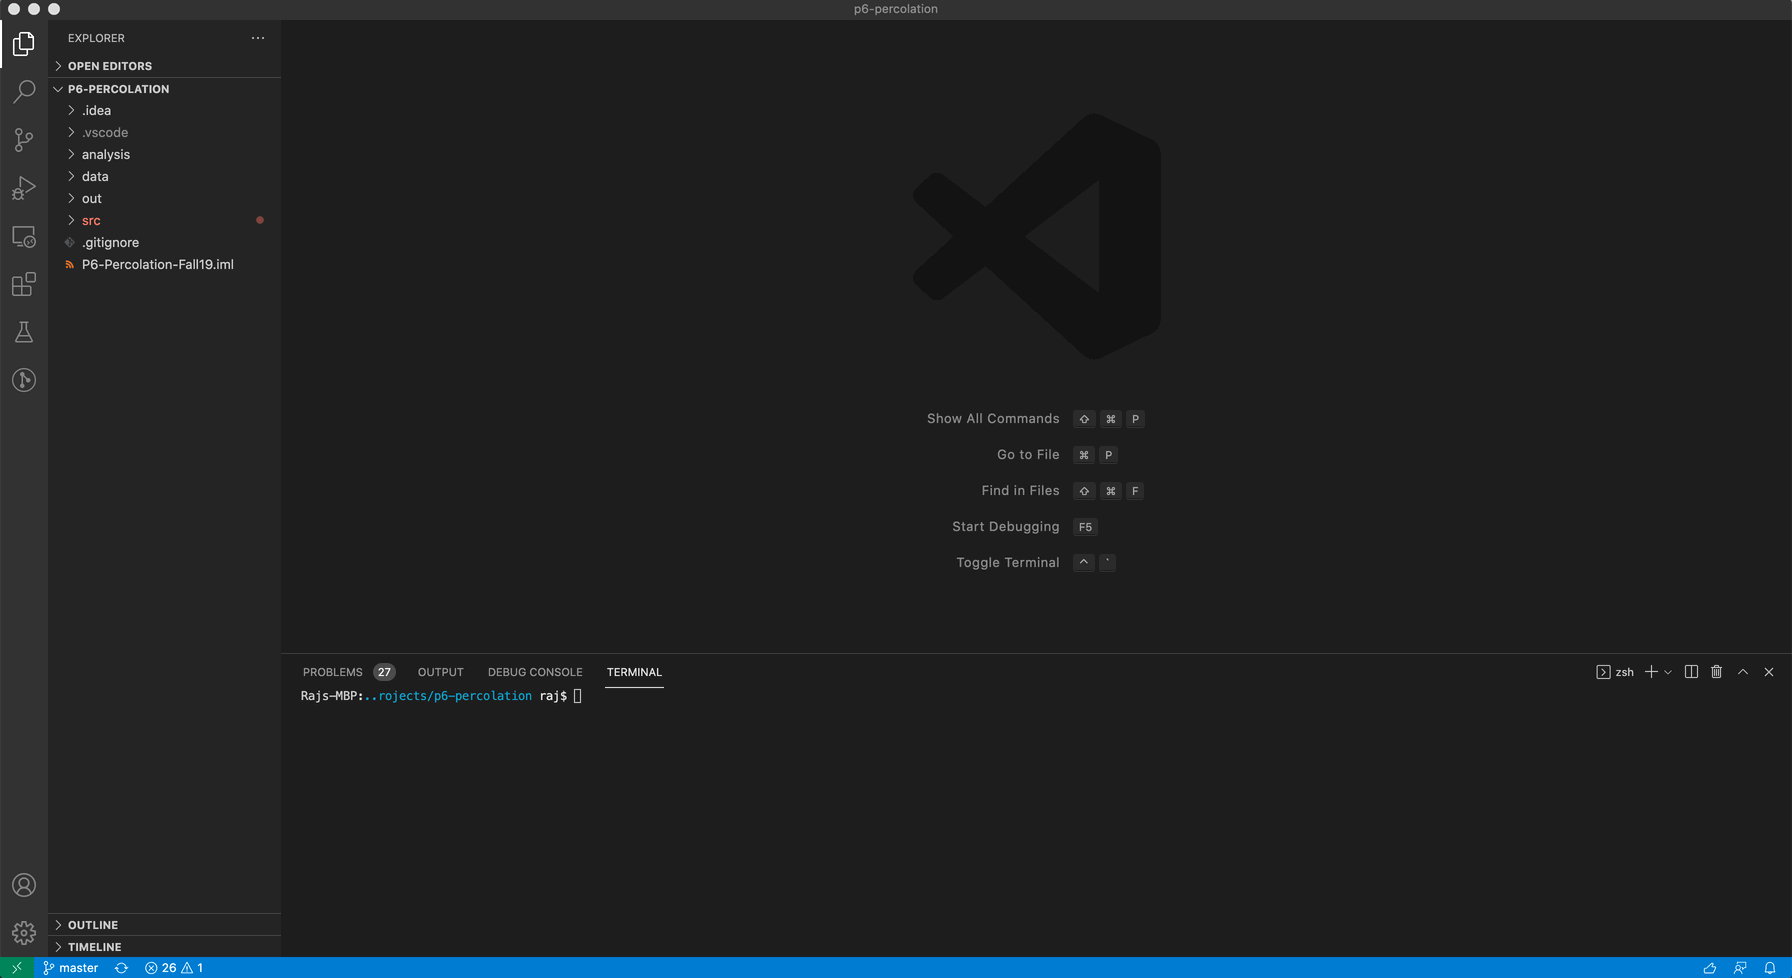 p6-percolation
EXPLORER
OPEN EDITORS
P6-PERCOLATION
.idea
.vscode
analysis
data
out
src
.gitignore
P6-Percolation-Fall19.iml
OUTLINE
TIMELINE
Show All Commands ⇧ ⌘ P
Go to File ⌘ P
Find in Files ⇧ ⌘ F
Start Debugging F5
Toggle Terminal ^ `
PROBLEMS 27 OUTPUT DEBUG CONSOLE TERMINAL zsh
Rajs-MBP:..rojects/p6-percolation raj$
master 26 1